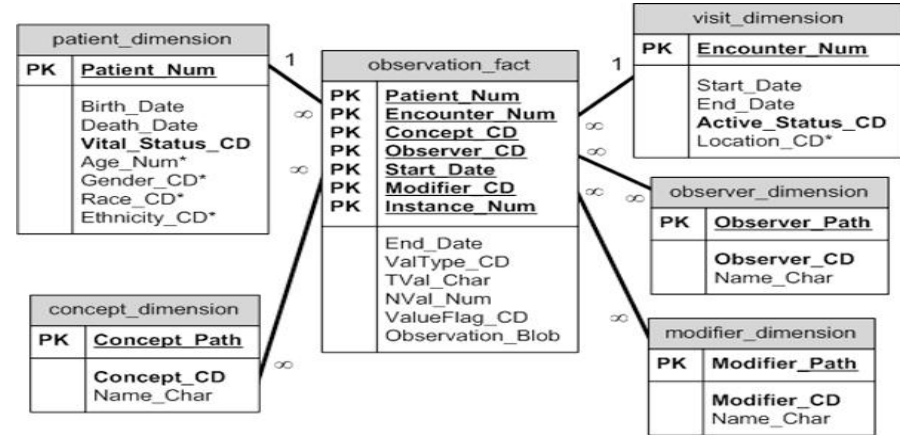 patient_dimension
PK Patient_Num
Birth_Date
Death_Date
Vital_Status_CD
Age_Num*
Gender_CD*
Race_CD*
Ethnicity_CD*
1
∞
observation_fact
PK Patient_Num
PK Encounter_Num
PK Concept_CD
PK Observer_CD
PK Start_Date
PK Modifier_CD
PK Instance_Num
End_Date
ValType_CD
TVal_Char
NVal_Num
ValueFlag_CD
Observation_Blob
visit_dimension
PK Encounter_Num
Start_Date
End_Date
Active_Status_CD
Location_CD*
1
∞
observer_dimension
PK Observer_Path
Observer_CD
Name_Char
∞
∞
concept_dimension
PK Concept_Path
Concept_CD
Name_Char
∞
∞
modifier_dimension
PK Modifier_Path
Modifier_CD
Name_Char
∞
∞